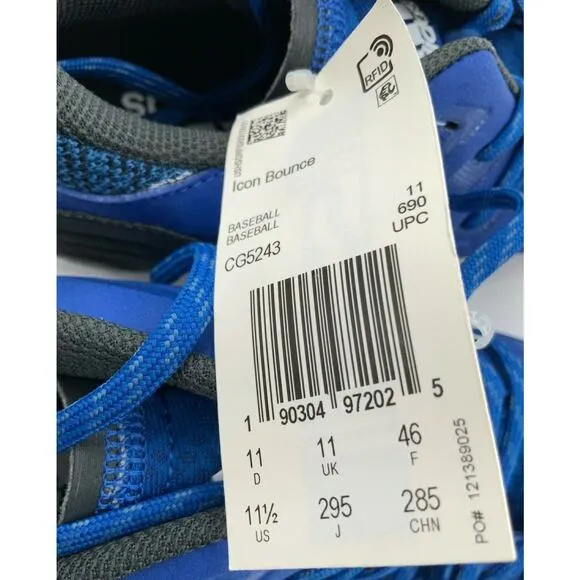 RFID
Icon Bounce
11
BASEBALL 690
BASEBALL UPC
CG5243
1 90304 97202 5
11 11 46
D UK F
11½ 295 285
US J CHN
PO# 121389025